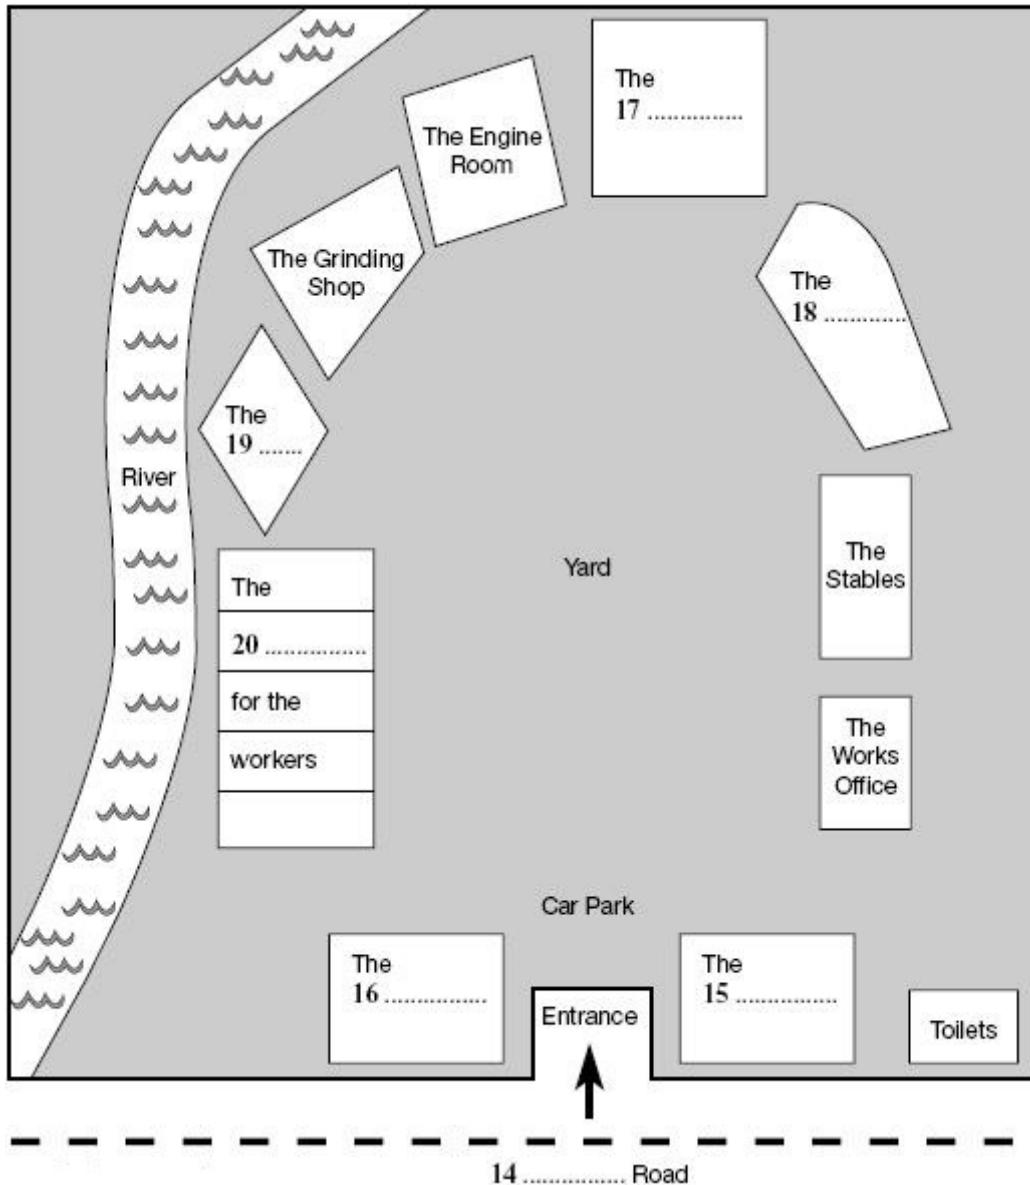 The
17 ................
The Engine
Room
The Grinding
Shop
The
18 ..............
The
19 .......
River
The
Stables
Yard
The
20 .................
for the
workers
The
Works
Office
Car Park
The
16 .................
The
15 .................
Entrance
Toilets
14 ................. Road